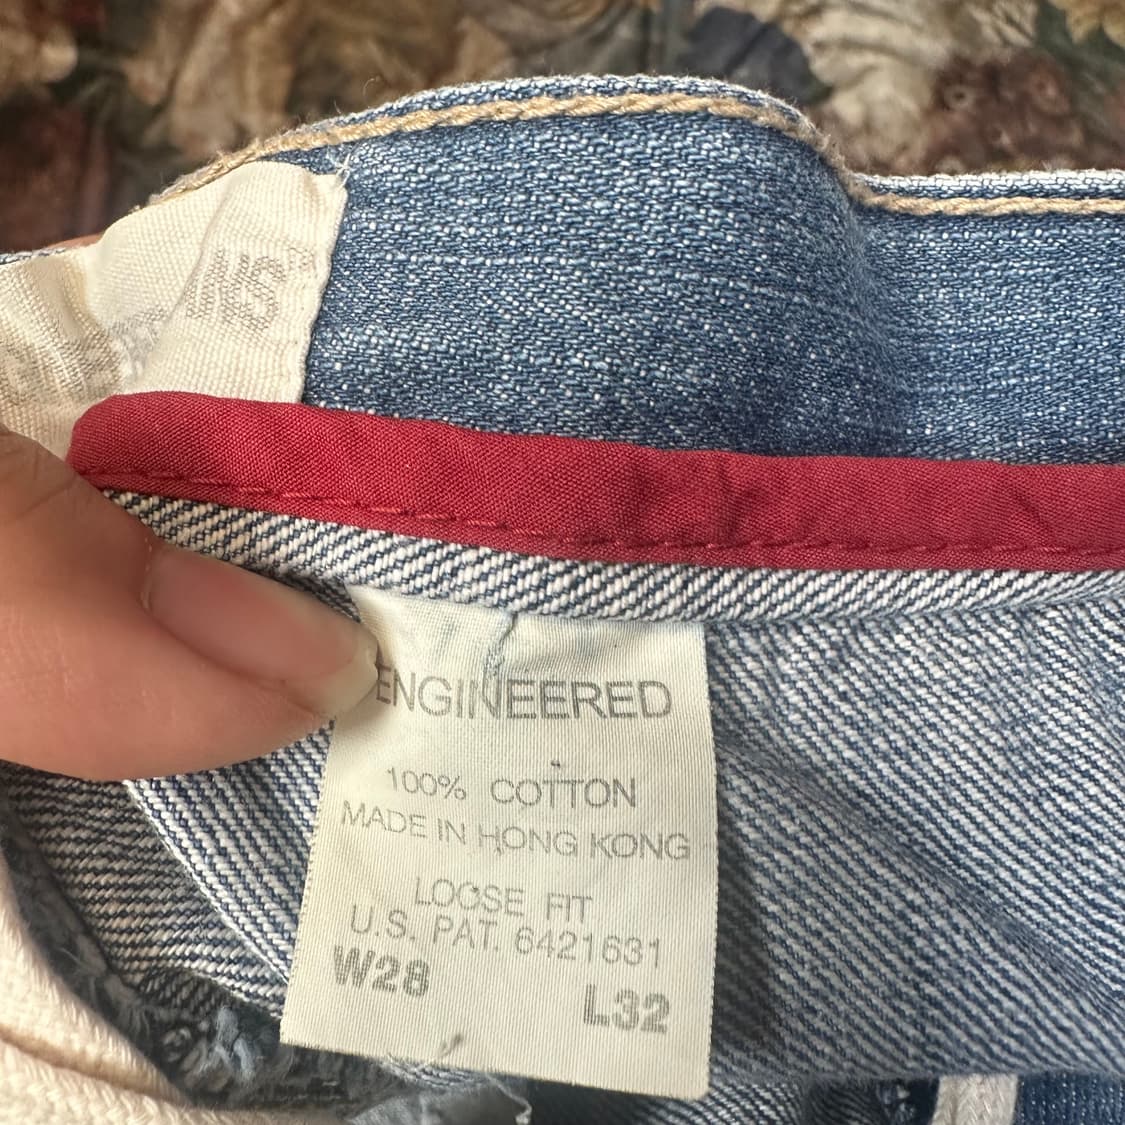 ENGINEERED
100% COTTON
MADE IN HONG KONG
LOOSE FIT
U.S. PAT. 6421631
W28
L32